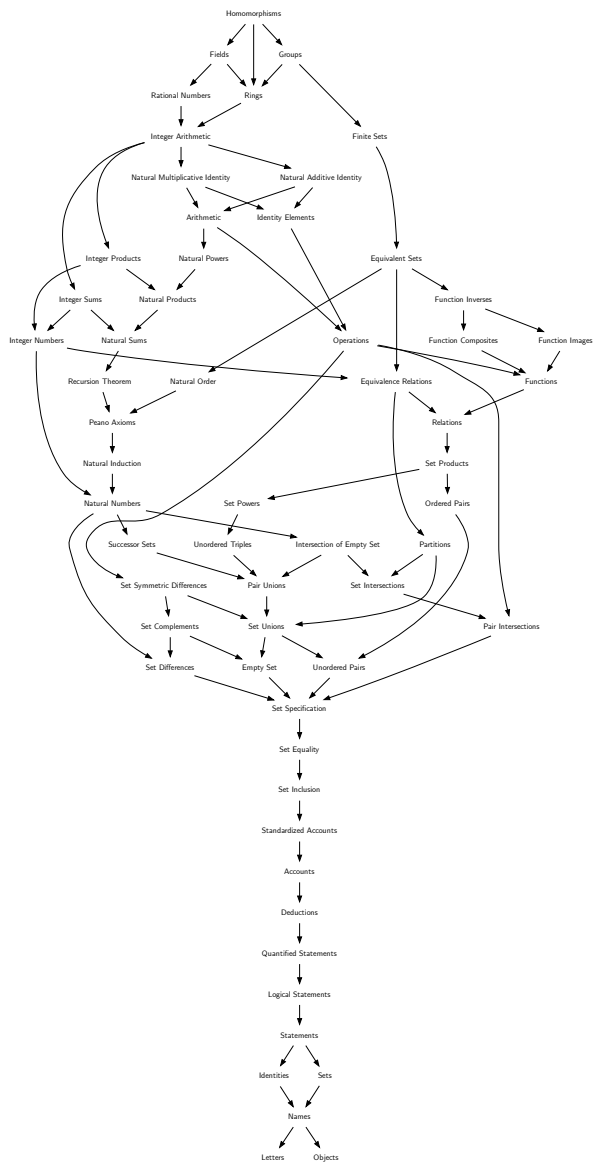 Homomorphisms
Fields
Groups
Rational Numbers
Rings
Integer Arithmetic
Finite Sets
Natural Multiplicative Identity
Natural Additive Identity
Arithmetic
Identity Elements
Integer Products
Natural Powers
Equivalent Sets
Integer Sums
Natural Products
Function Inverses
Integer Numbers
Natural Sums
Operations
Function Composites
Function Images
Recursion Theorem
Natural Order
Equivalence Relations
Functions
Peano Axioms
Relations
Natural Induction
Set Products
Natural Numbers
Set Powers
Ordered Pairs
Successor Sets
Unordered Triples
Intersection of Empty Set
Partitions
Set Symmetric Differences
Pair Unions
Set Intersections
Set Complements
Set Unions
Pair Intersections
Set Differences
Empty Set
Unordered Pairs
Set Specification
Set Equality
Set Inclusion
Standardized Accounts
Accounts
Deductions
Quantified Statements
Logical Statements
Statements
Identities
Sets
Names
Letters
Objects